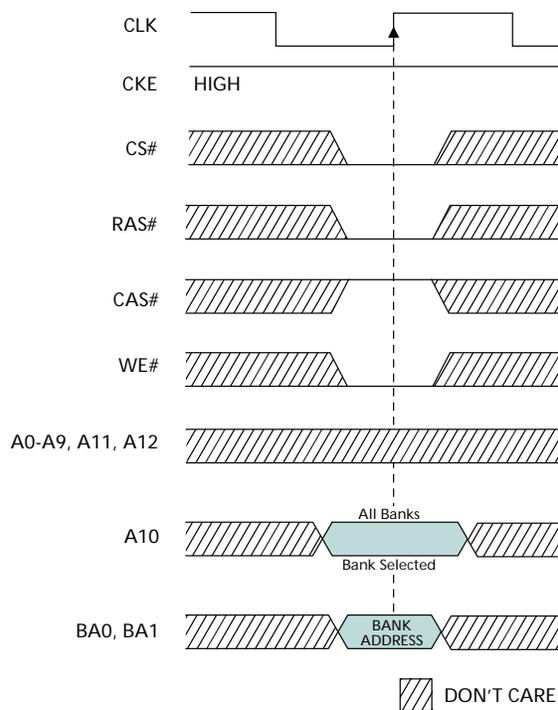 CLK
CKE HIGH
CS#
RAS#
CAS#
WE#
A0-A9, A11, A12
All Banks
A10
Bank Selected
BA0, BA1
BANK
ADDRESS
DON'T CARE